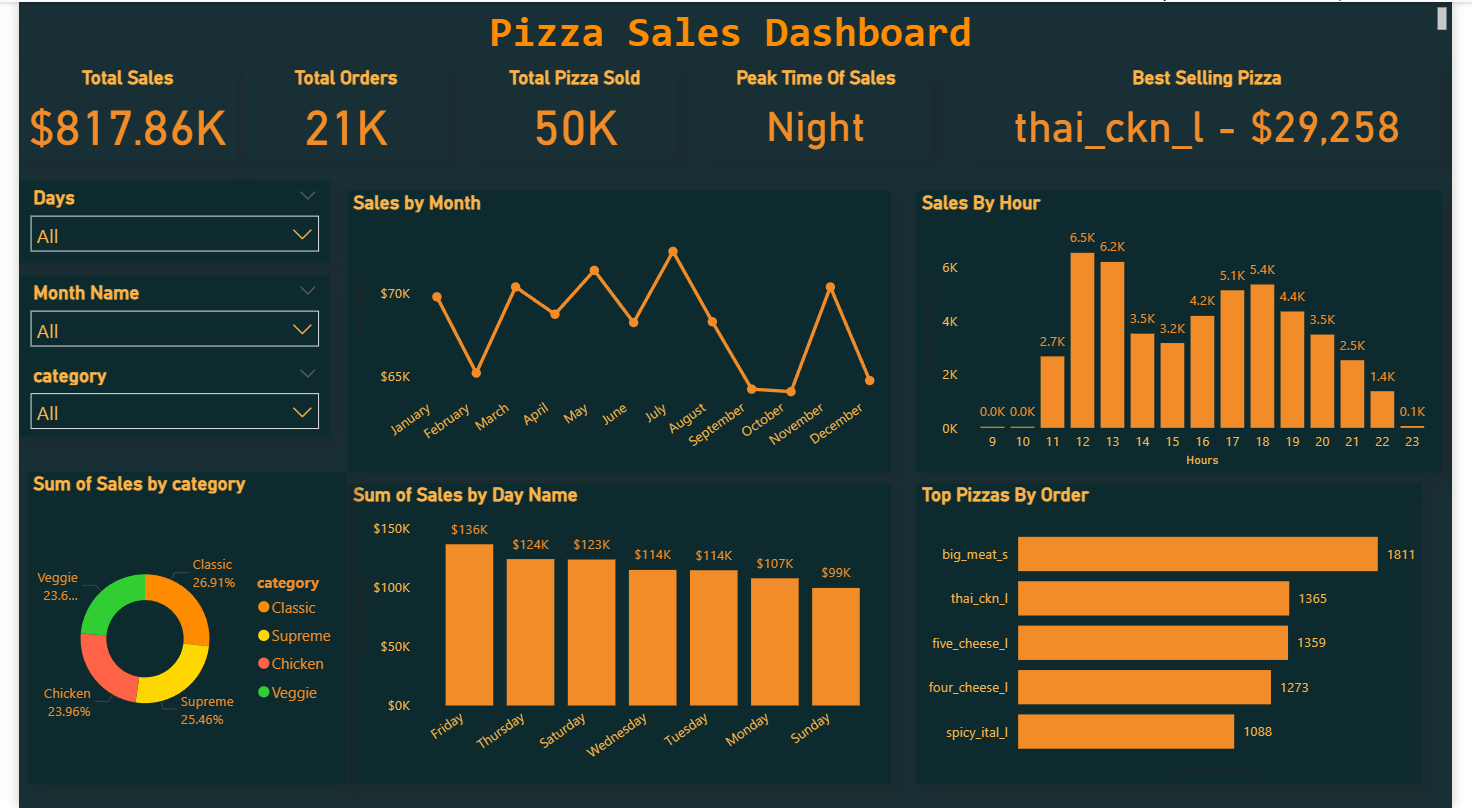 Pizza Sales Dashboard
Total Sales
$817.86K
Total Orders
21K
Total Pizza Sold
50K
Peak Time Of Sales
Night
Best Selling Pizza
thai_ckn_l - $29,258
Days
All
Month Name
All
category
All
Sales by Month
$70K
$65K
January
February
March
April
May
June
July
August
September
October
November
December
Sales By Hour
6K
4K
2K
0K
0.0K
0.0K
2.7K
6.5K
6.2K
3.5K
3.2K
4.2K
5.1K
5.4K
4.4K
3.5K
2.5K
1.4K
0.1K
9
10
11
12
13
14
15
16
17
18
19
20
21
22
23
Hours
Sum of Sales by category
Classic
26.91%
Supreme
25.46%
Chicken
23.96%
Veggie
23.6...
category
Classic
Supreme
Chicken
Veggie
Sum of Sales by Day Name
$150K
$100K
$50K
$0K
$136K
$124K
$123K
$114K
$114K
$107K
$99K
Friday
Thursday
Saturday
Wednesday
Tuesday
Monday
Sunday
Top Pizzas By Order
big_meat_s
1811
thai_ckn_l
1365
five_cheese_l
1359
four_cheese_l
1273
spicy_ital_l
1088